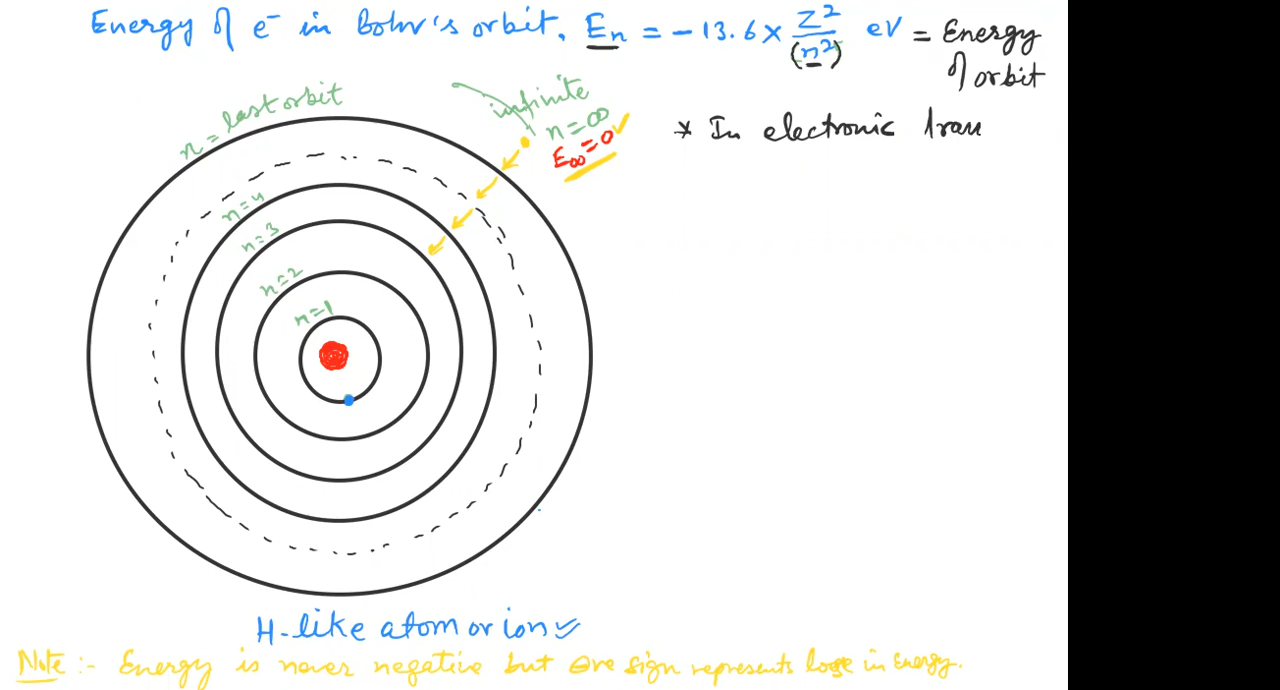 Energy of e⁻ in Bohr's orbit. En = -13.6 × Z²/(n²) eV = Energy
of orbit
n = last orbit
infinite
n = ∞
E∞ = 0 ✓
* In electronic tran
n = 4
n = 3
n = 2
n = 1
H-like atom or ion ✓
Note :- Energy is never negative but ⊖ve sign represents lose in energy.